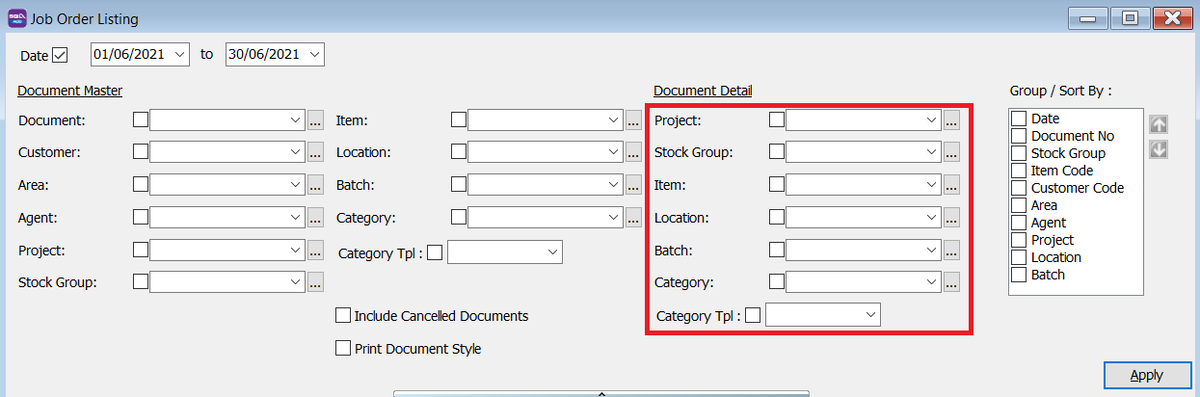 Job Order Listing
Date 01/06/2021 to 30/06/2021
Document Master Document Detail Group / Sort By :
Document: ... Item: ... Project: ... Date
Document No
Customer: ... Location: ... Stock Group: ... Stock Group
Item Code
Area: ... Batch: ... Item: ... Customer Code
Area
Agent: ... Category: ... Location: ... Agent
Project
Project: ... Category Tpl : Batch: ... Location
Batch
Stock Group: ... Category: ...
Include Cancelled Documents Category Tpl :
Print Document Style
Apply